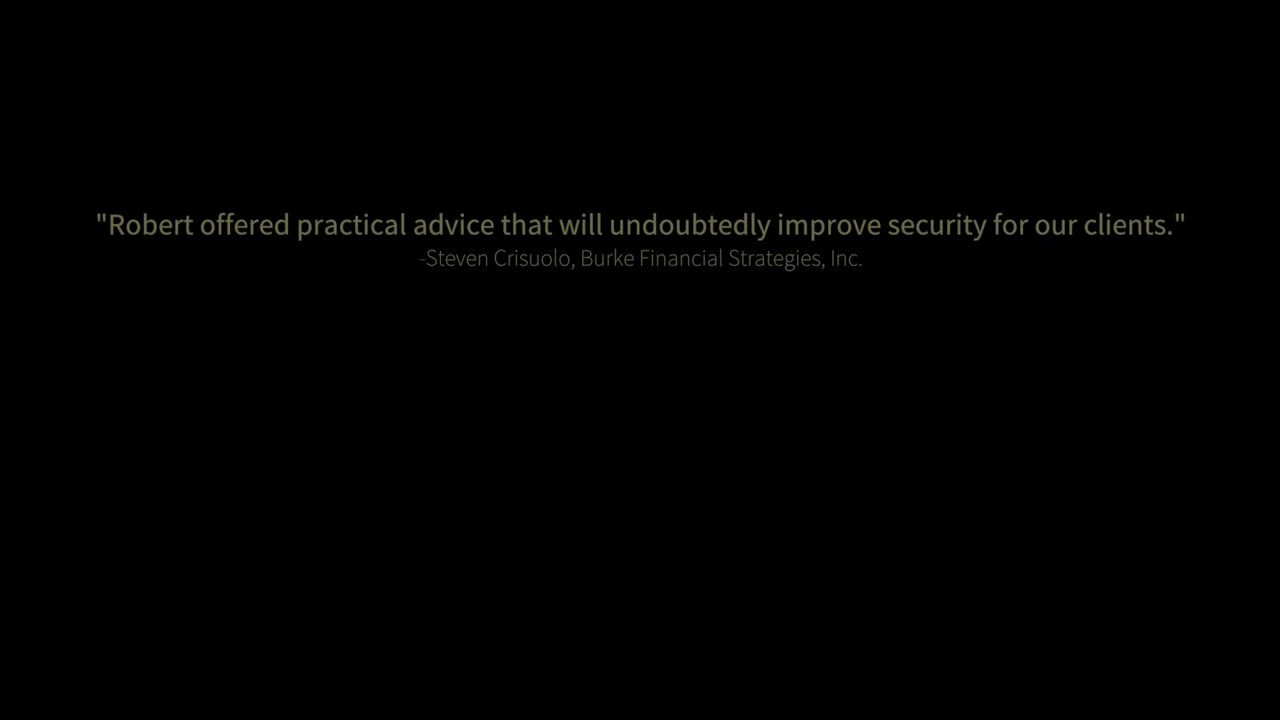 "Robert offered practical advice that will undoubtedly improve security for our clients."
-Steven Crisuolo, Burke Financial Strategies, Inc.